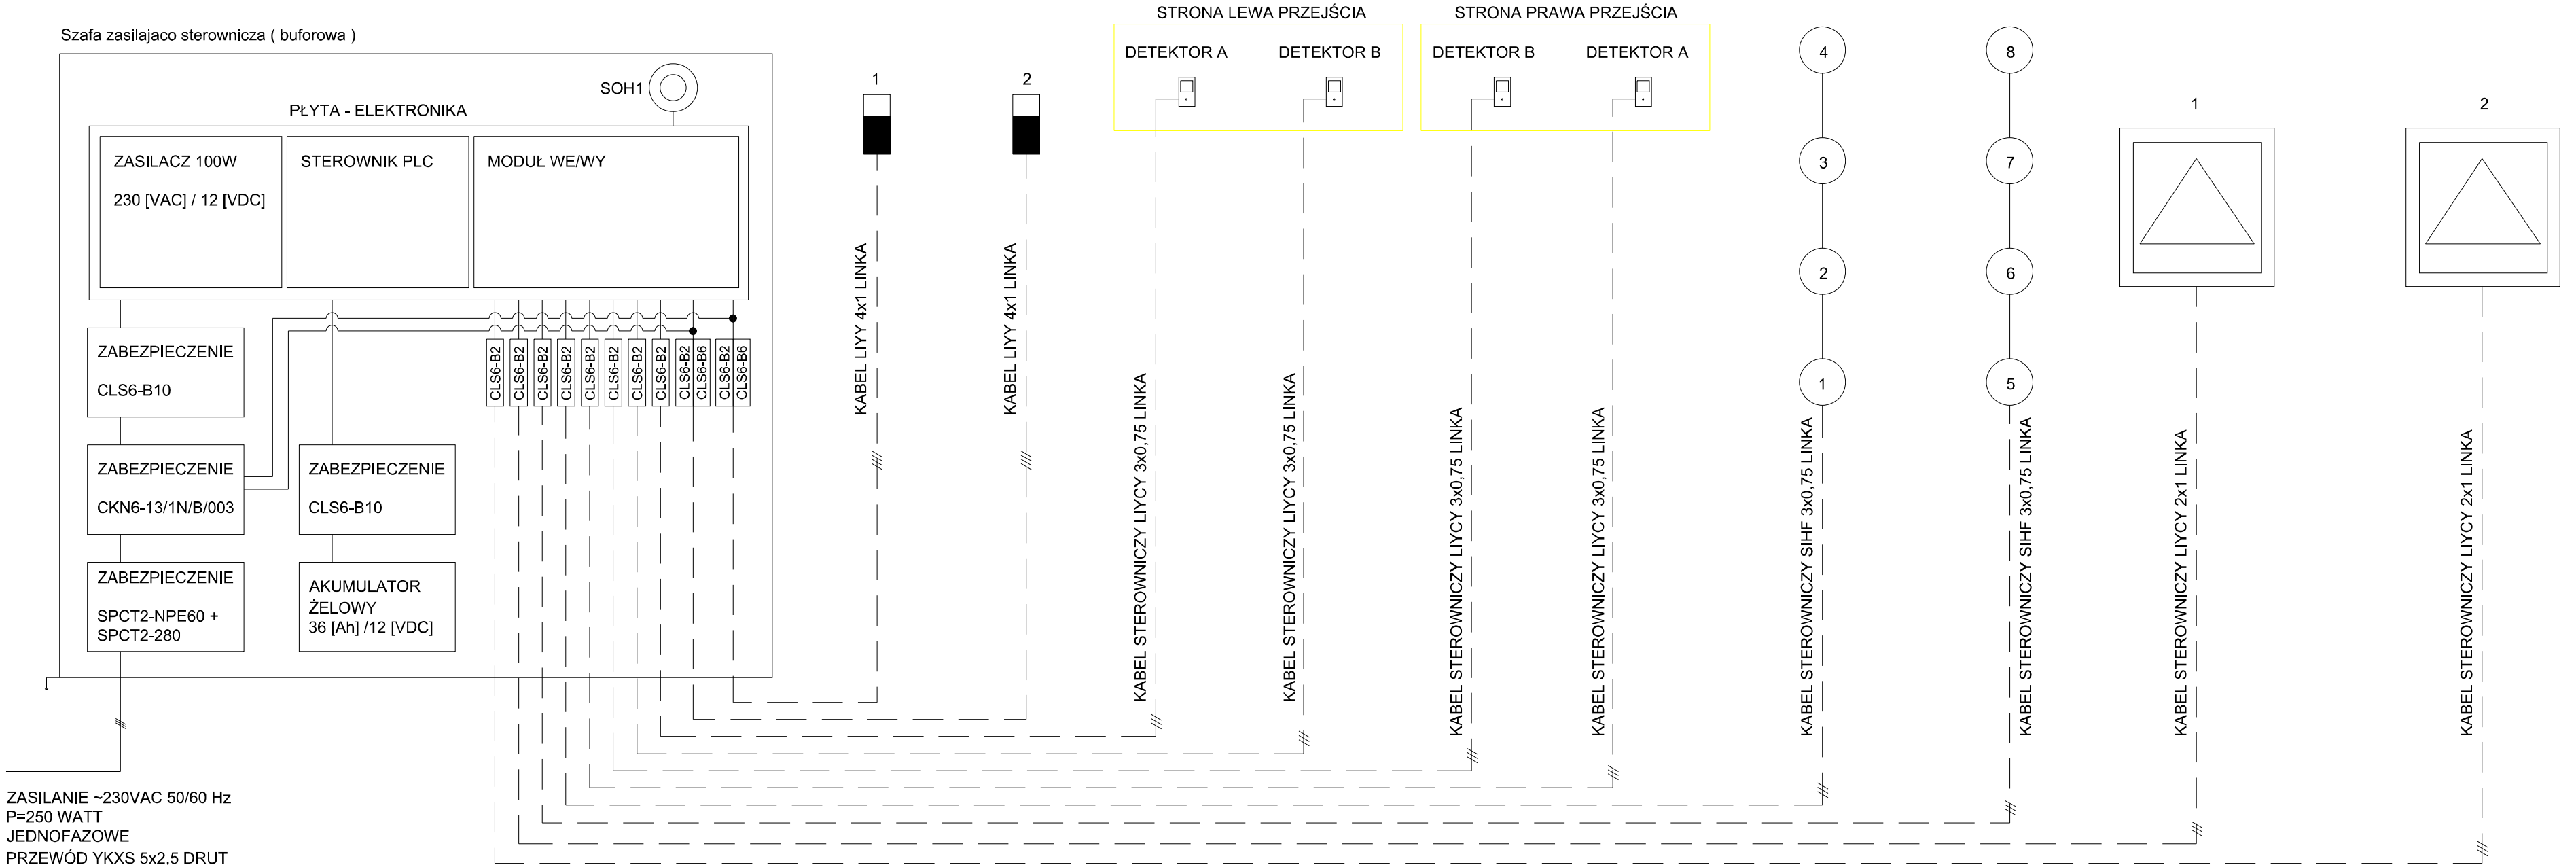 Szafa zasilajaco sterownicza ( buforowa )
SOH1
PŁYTA - ELEKTRONIKA
ZASILACZ 100W
230 [VAC] / 12 [VDC]
STEROWNIK PLC
MODUŁ WE/WY
ZABEZPIECZENIE
CLS6-B10
ZABEZPIECZENIE
CKN6-13/1N/B/003
ZABEZPIECZENIE
SPCT2-NPE60 +
SPCT2-280
ZABEZPIECZENIE
CLS6-B10
AKUMULATOR
ŻELOWY
36 [Ah] /12 [VDC]
CLS6-B2
CLS6-B2
CLS6-B2
CLS6-B2
CLS6-B2
CLS6-B2
CLS6-B2
CLS6-B2
CLS6-B2
CLS6-B6
CLS6-B2
CLS6-B6
ZASILANIE ~230VAC 50/60 Hz
P=250 WATT
JEDNOFAZOWE
PRZEWÓD YKXS 5x2,5 DRUT
1
KABEL LIYY 4x1 LINKA
2
KABEL LIYY 4x1 LINKA
STRONA LEWA PRZEJŚCIA
DETEKTOR A
DETEKTOR B
KABEL STEROWNICZY LIYCY 3x0,75 LINKA
KABEL STEROWNICZY LIYCY 3x0,75 LINKA
STRONA PRAWA PRZEJŚCIA
DETEKTOR B
DETEKTOR A
KABEL STEROWNICZY LIYCY 3x0,75 LINKA
KABEL STEROWNICZY LIYCY 3x0,75 LINKA
4
3
2
1
KABEL STEROWNICZY SIHF 3x0,75 LINKA
8
7
6
5
KABEL STEROWNICZY SIHF 3x0,75 LINKA
1
KABEL STEROWNICZY LIYCY 2x1 LINKA
2
KABEL STEROWNICZY LIYCY 2x1 LINKA